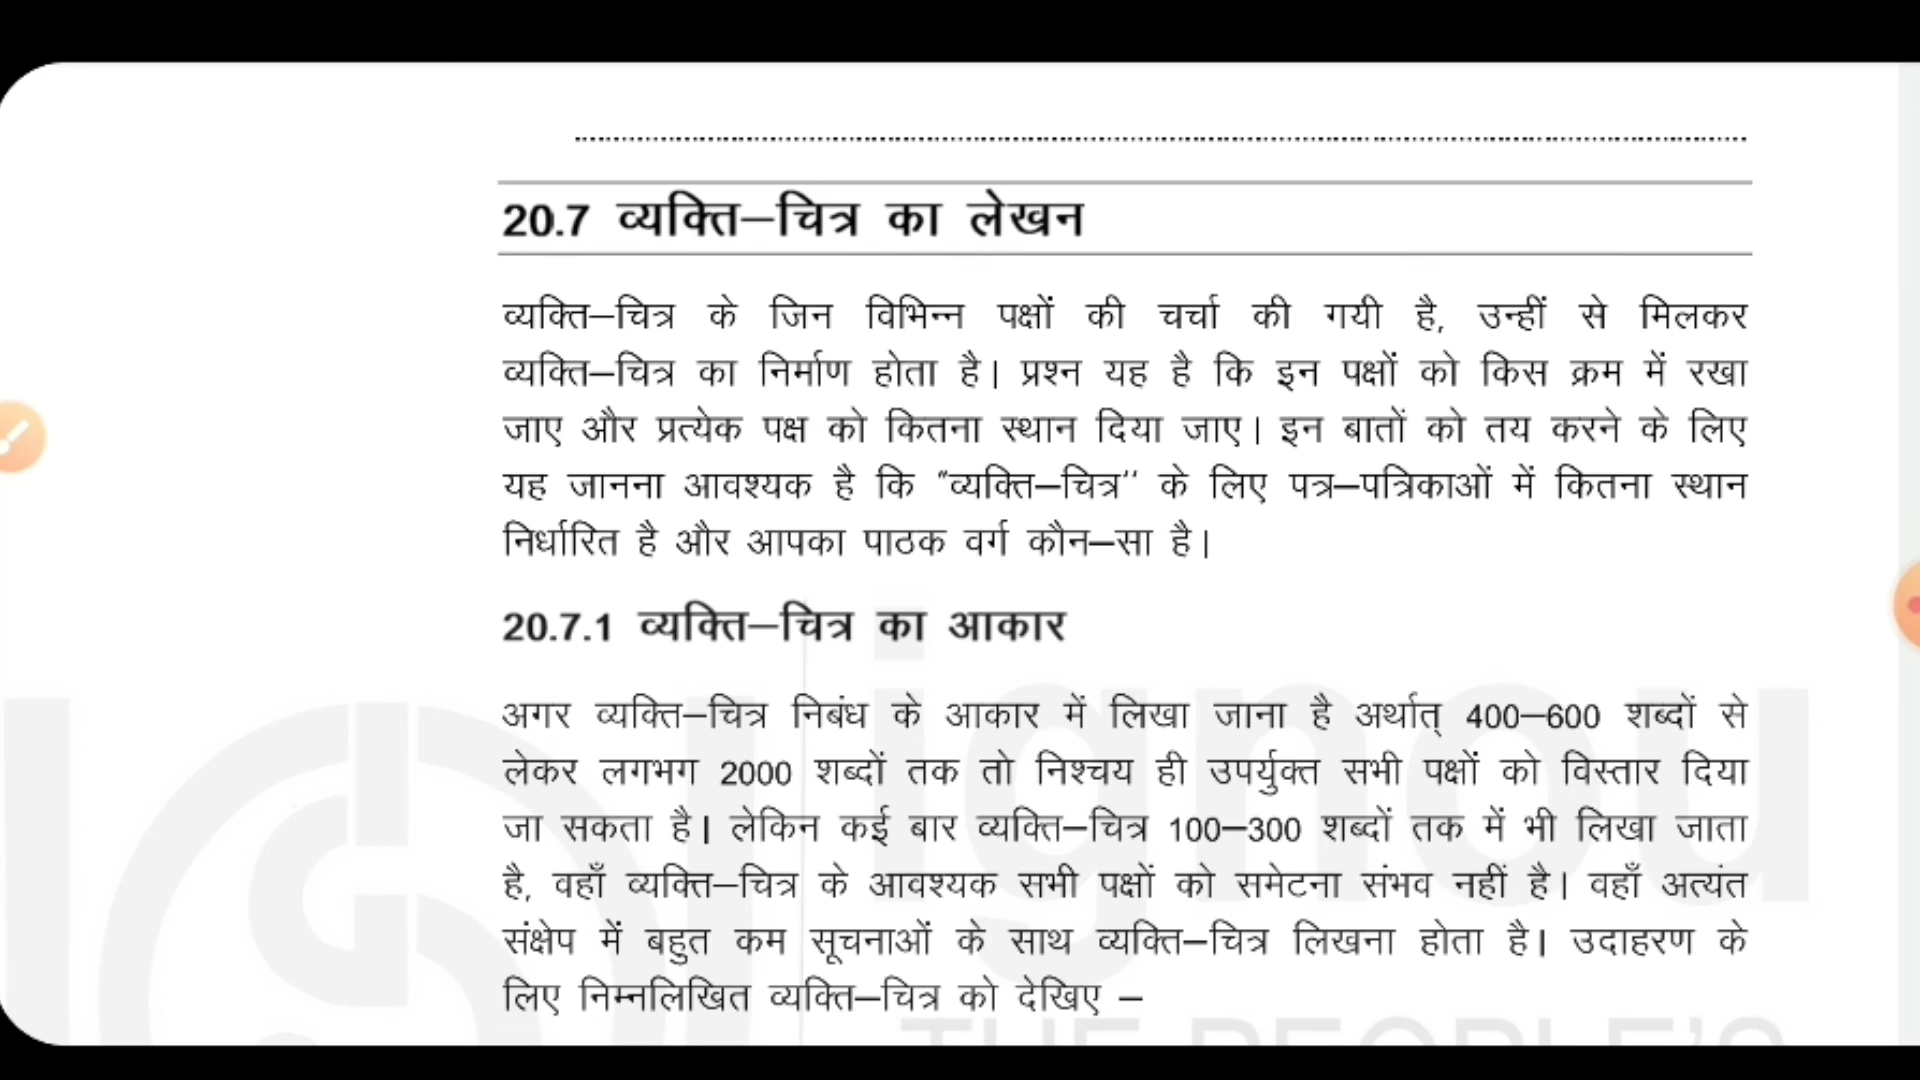 20.7 व्यक्ति–चित्र का लेखन
व्यक्ति–चित्र के जिन विभिन्न पक्षों की चर्चा की गयी है, उन्हीं से मिलकर
व्यक्ति–चित्र का निर्माण होता है। प्रश्न यह है कि इन पक्षों को किस क्रम में रखा
जाए और प्रत्येक पक्ष को कितना स्थान दिया जाए। इन बातों को तय करने के लिए
यह जानना आवश्यक है कि "व्यक्ति–चित्र'' के लिए पत्र–पत्रिकाओं में कितना स्थान
निर्धारित है और आपका पाठक वर्ग कौन–सा है।
20.7.1 व्यक्ति–चित्र का आकार
अगर व्यक्ति–चित्र निबंध के आकार में लिखा जाना है अर्थात् 400–600 शब्दों से
लेकर लगभग 2000 शब्दों तक तो निश्चय ही उपर्युक्त सभी पक्षों को विस्तार दिया
जा सकता है। लेकिन कई बार व्यक्ति–चित्र 100–300 शब्दों तक में भी लिखा जाता
है, वहाँ व्यक्ति–चित्र के आवश्यक सभी पक्षों को समेटना संभव नहीं है। वहाँ अत्यंत
संक्षेप में बहुत कम सूचनाओं के साथ व्यक्ति–चित्र लिखना होता है। उदाहरण के
लिए निम्नलिखित व्यक्ति–चित्र को देखिए –
ignou
THE PEOPLE'S